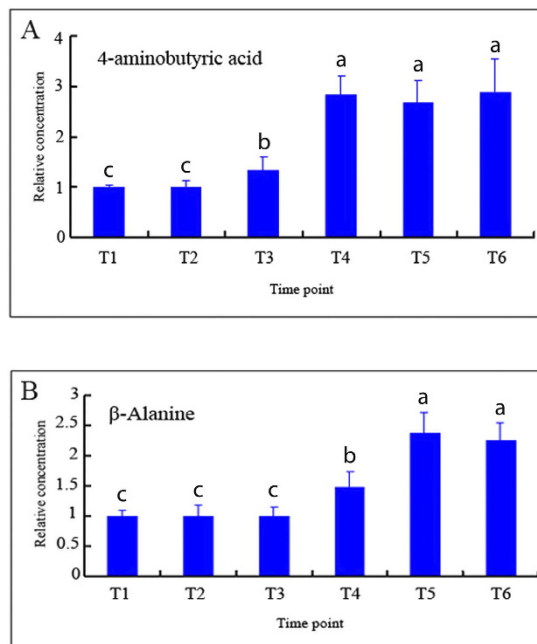 A
4-aminobutyric acid
Relative concentration
4
3
2
1
0
c
c
b
a
a
a
T1 T2 T3 T4 T5 T6
Time point
B
β-Alanine
Relative concentration
3
2.5
2
1.5
1
0.5
0
c
c
c
b
a
a
T1 T2 T3 T4 T5 T6
Time point